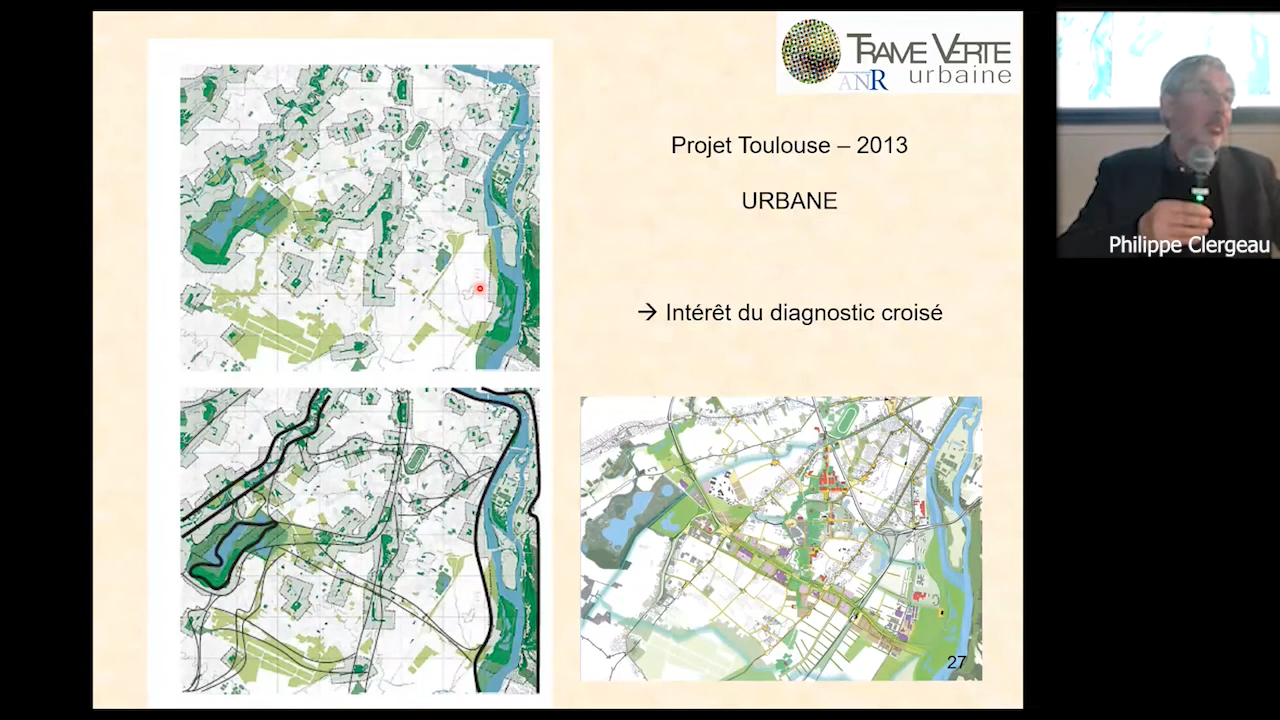 TRAME VERTE
ANR urbaine
Projet Toulouse – 2013
URBANE
→ Intérêt du diagnostic croisé
27
Philippe Clergeau